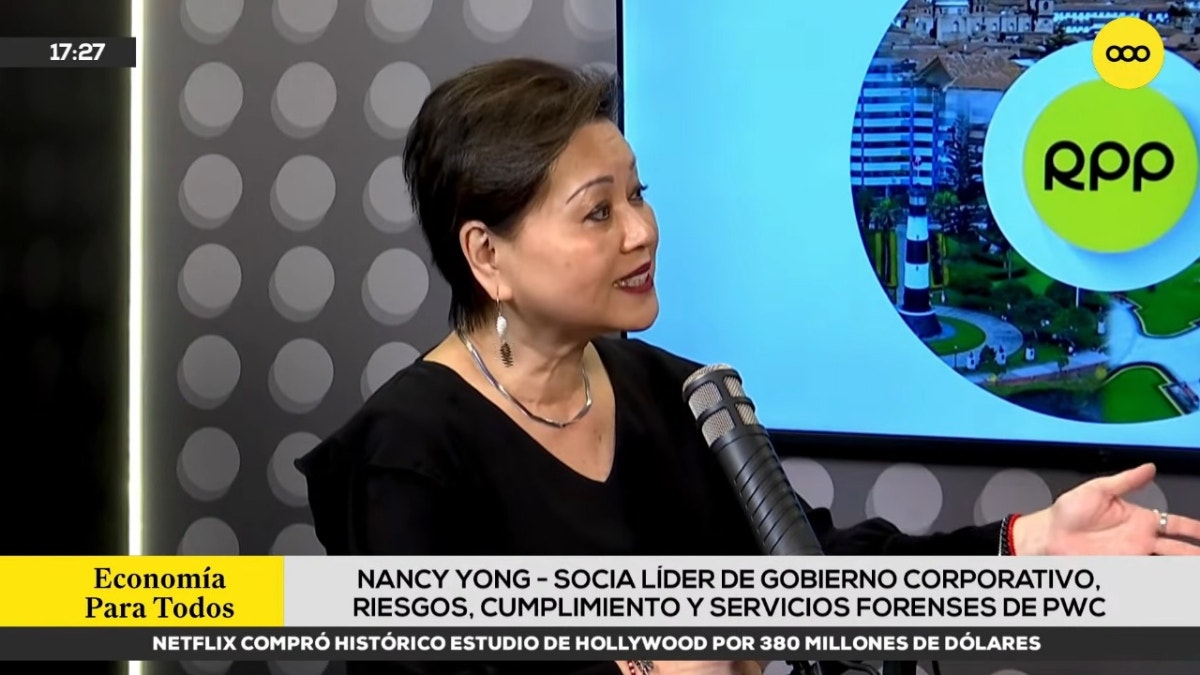 17:27
RPP
Economía
Para Todos
NANCY YONG - SOCIA LÍDER DE GOBIERNO CORPORATIVO,
RIESGOS, CUMPLIMIENTO Y SERVICIOS FORENSES DE PWC
NETFLIX COMPRÓ HISTÓRICO ESTUDIO DE HOLLYWOOD POR 380 MILLONES DE DÓLARES